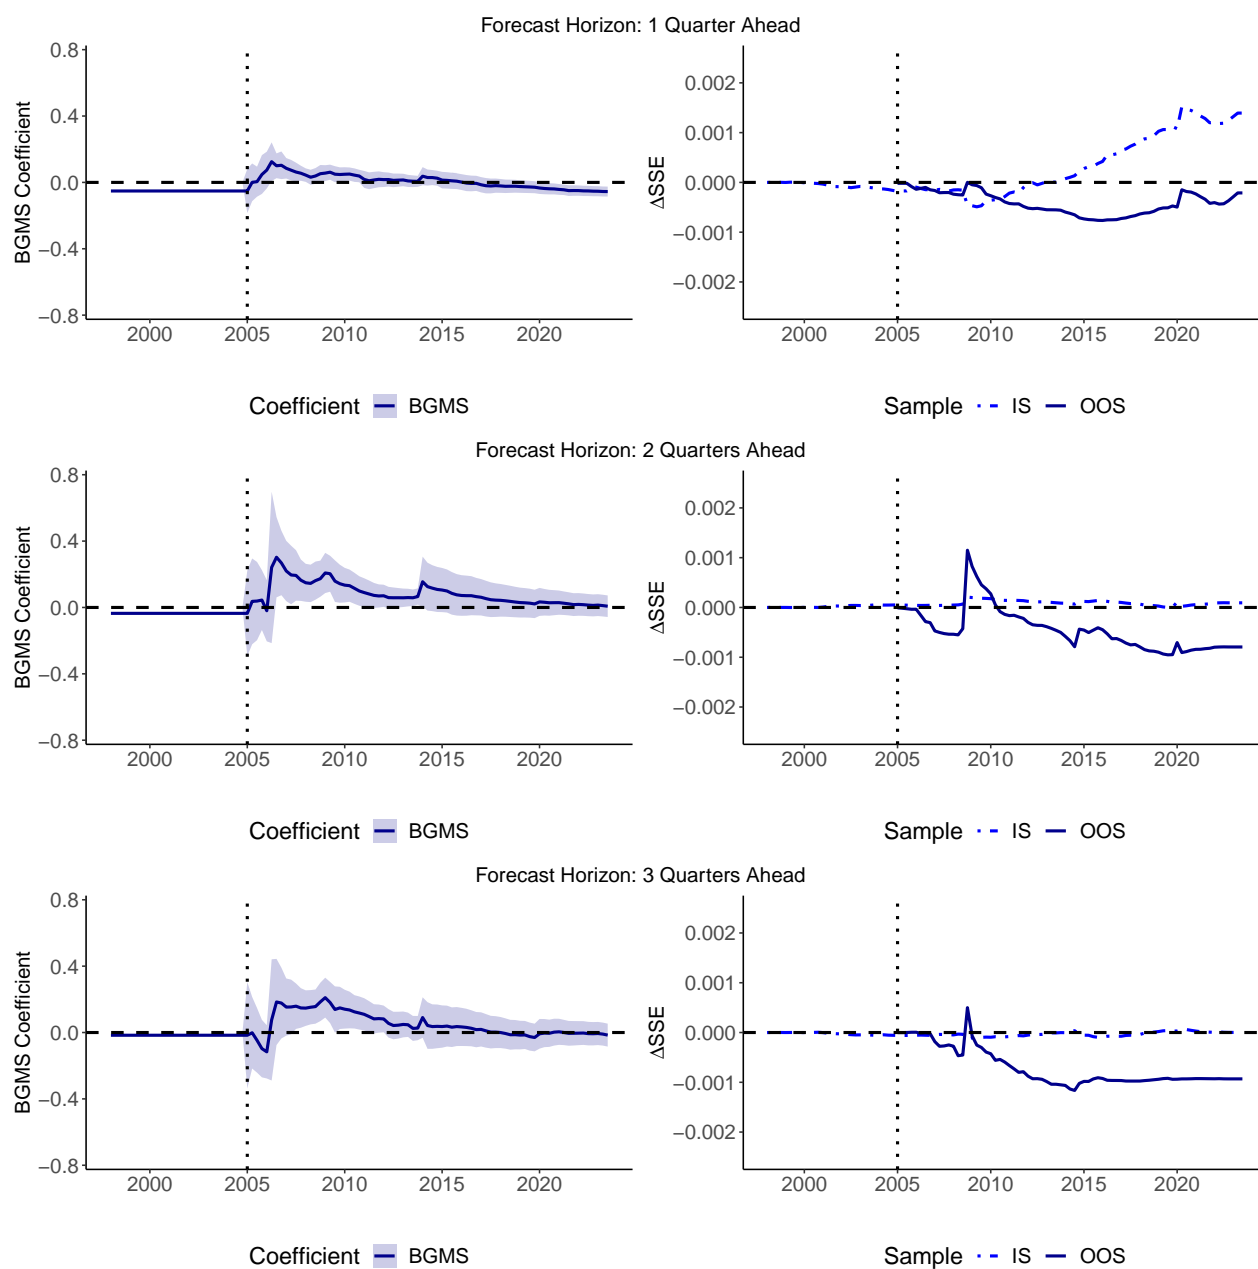 Forecast Horizon: 1 Quarter Ahead
BGMS Coefficient
0.8
0.4
0.0
−0.4
−0.8
2000 2005 2010 2015 2020
Coefficient BGMS
ΔSSE
0.002
0.001
0.000
−0.001
−0.002
2000 2005 2010 2015 2020
Sample IS OOS
Forecast Horizon: 2 Quarters Ahead
BGMS Coefficient
0.8
0.4
0.0
−0.4
−0.8
2000 2005 2010 2015 2020
Coefficient BGMS
ΔSSE
0.002
0.001
0.000
−0.001
−0.002
2000 2005 2010 2015 2020
Sample IS OOS
Forecast Horizon: 3 Quarters Ahead
BGMS Coefficient
0.8
0.4
0.0
−0.4
−0.8
2000 2005 2010 2015 2020
Coefficient BGMS
ΔSSE
0.002
0.001
0.000
−0.001
−0.002
2000 2005 2010 2015 2020
Sample IS OOS